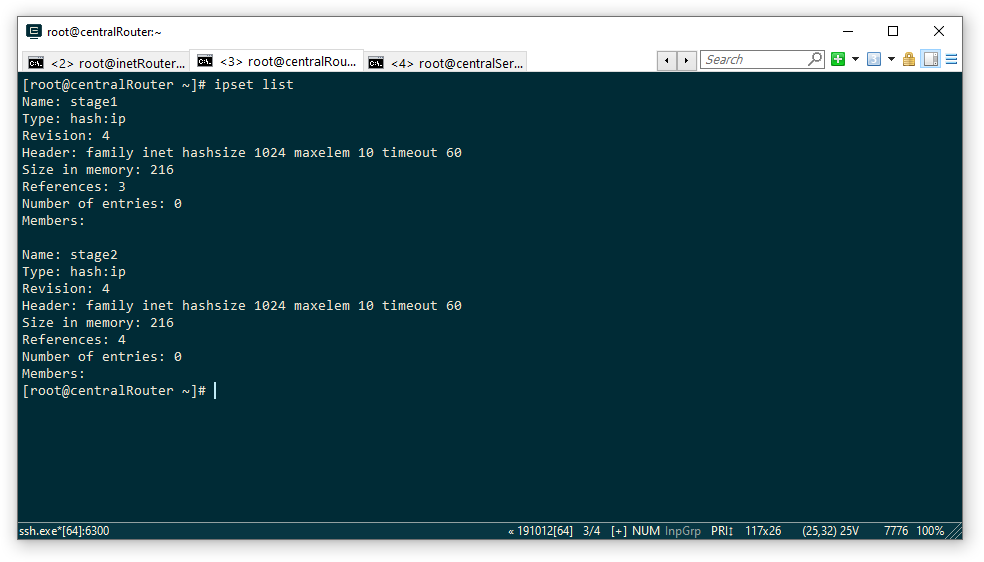 root@centralRouter:~
<2> root@inetRouter... <3> root@centralRou... <4> root@centralSer... Search
[root@centralRouter ~]# ipset list
Name: stage1
Type: hash:ip
Revision: 4
Header: family inet hashsize 1024 maxelem 10 timeout 60
Size in memory: 216
References: 3
Number of entries: 0
Members:
Name: stage2
Type: hash:ip
Revision: 4
Header: family inet hashsize 1024 maxelem 10 timeout 60
Size in memory: 216
References: 4
Number of entries: 0
Members:
[root@centralRouter ~]#
ssh.exe*[64]:6300 « 191012[64] 3/4 [+] NUM InpGrp PRI↕ 117x26 (25,32) 25V 7776 100%